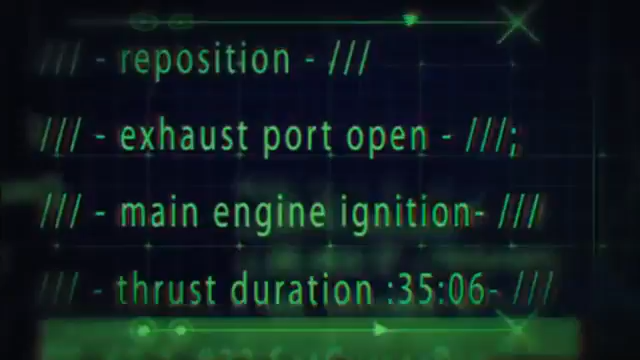 /// - reposition - ///
/// - exhaust port open - ///;
/// - main engine ignition- ///
/// - thrust duration :35:06- ///